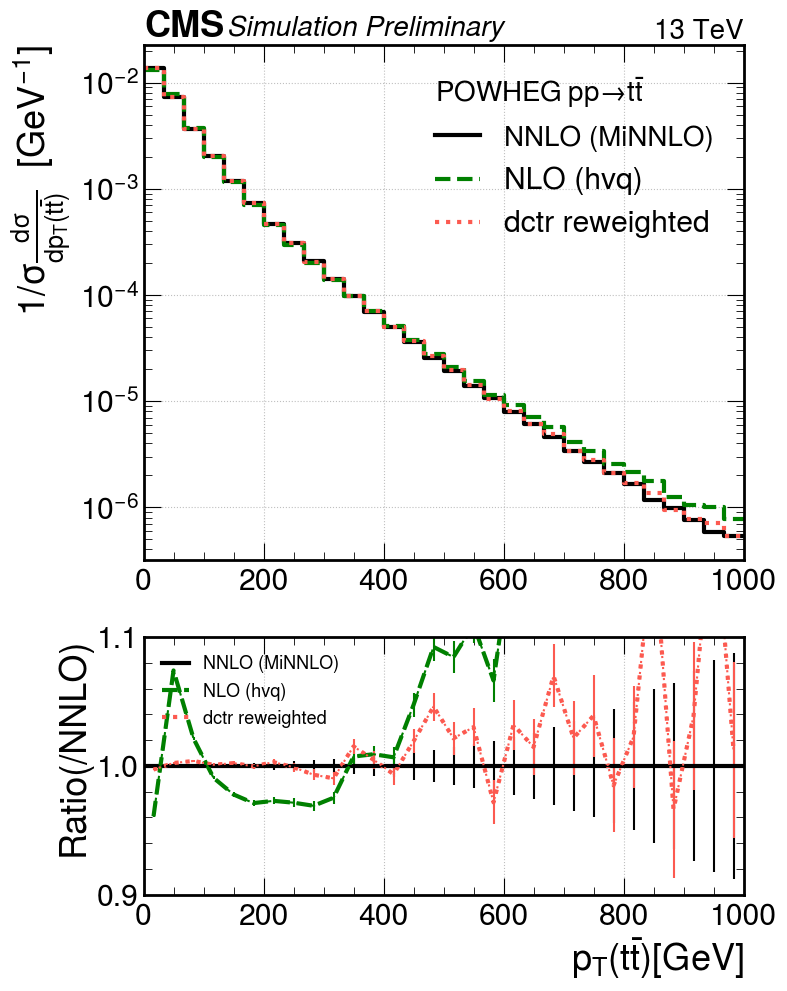 CMS Simulation Preliminary 13 TeV
1/σ dσ/dp_T(tt̄) [GeV⁻¹]
POWHEG pp→tt̄
NNLO (MiNNLO)
NLO (hvq)
dctr reweighted
10⁻²
10⁻³
10⁻⁴
10⁻⁵
10⁻⁶
0 200 400 600 800 1000
Ratio(/NNLO)
1.1
1.0
0.9
NNLO (MiNNLO)
NLO (hvq)
dctr reweighted
0 200 400 600 800 1000
p_T(tt̄)[GeV]